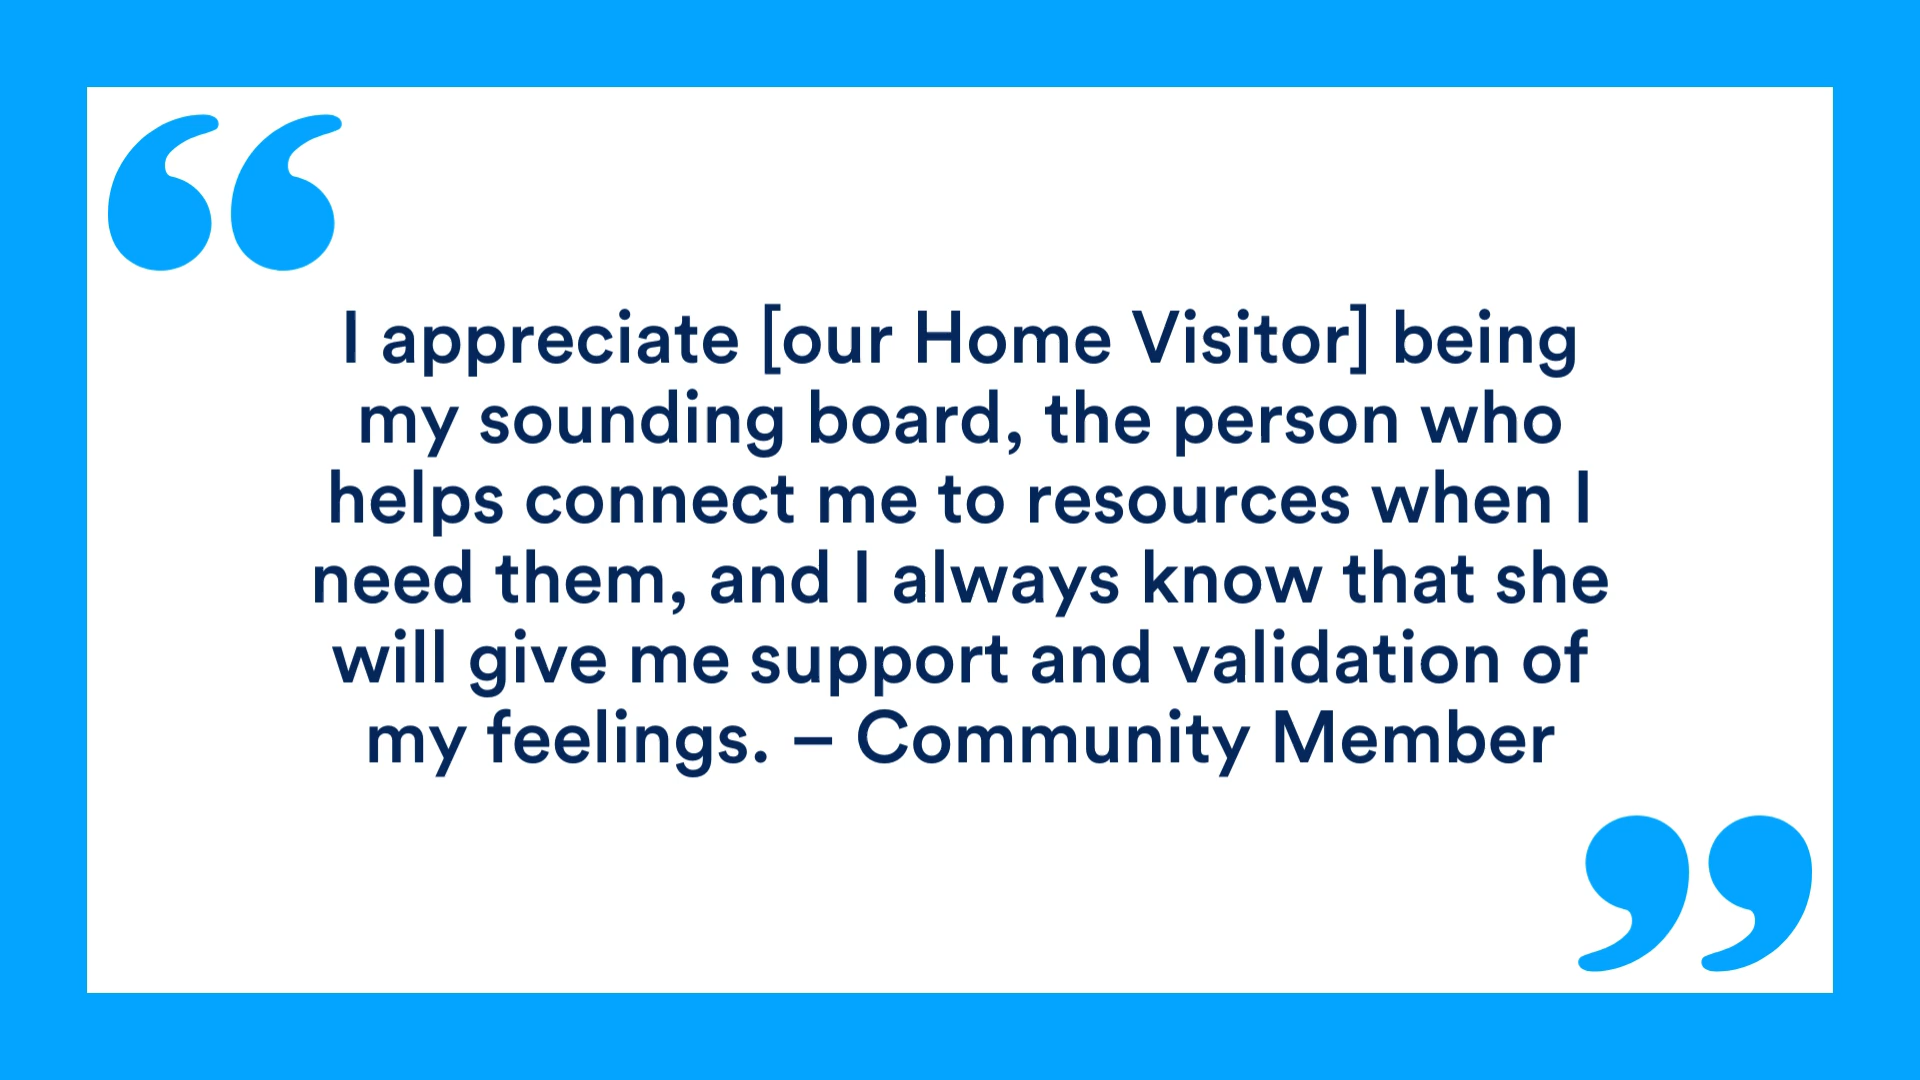 “
I appreciate [our Home Visitor] being
my sounding board, the person who
helps connect me to resources when I
need them, and I always know that she
will give me support and validation of
my feelings. – Community Member
”